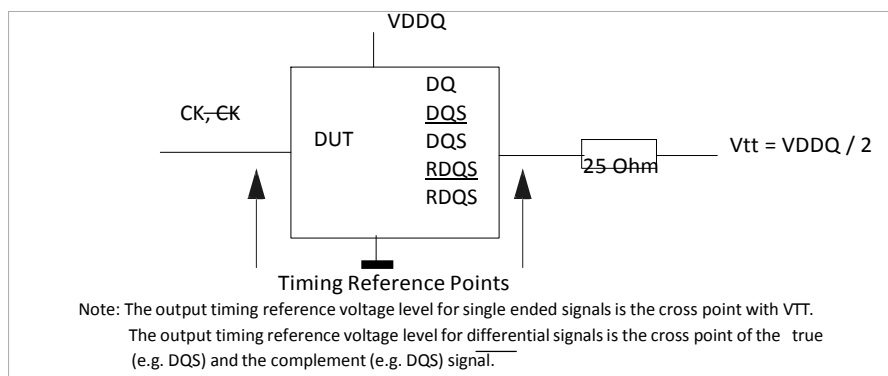 VDDQ
CK, CK
DUT
DQ
DQS
DQS
RDQS
RDQS
25 Ohm
Vtt = VDDQ / 2
Timing Reference Points
Note: The output timing reference voltage level for single ended signals is the cross point with VTT.
The output timing reference voltage level for differential signals is the cross point of the true
(e.g. DQS) and the complement (e.g. DQS) signal.